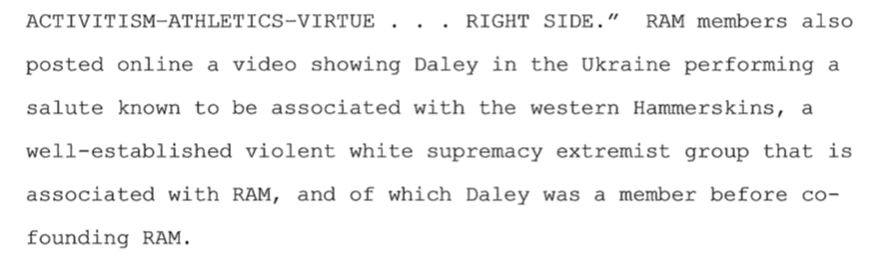 ACTIVITISM-ATHLETICS-VIRTUE . . . RIGHT SIDE.”  RAM members also
posted online a video showing Daley in the Ukraine performing a
salute known to be associated with the western Hammerskins, a
well-established violent white supremacy extremist group that is
associated with RAM, and of which Daley was a member before co-
founding RAM.